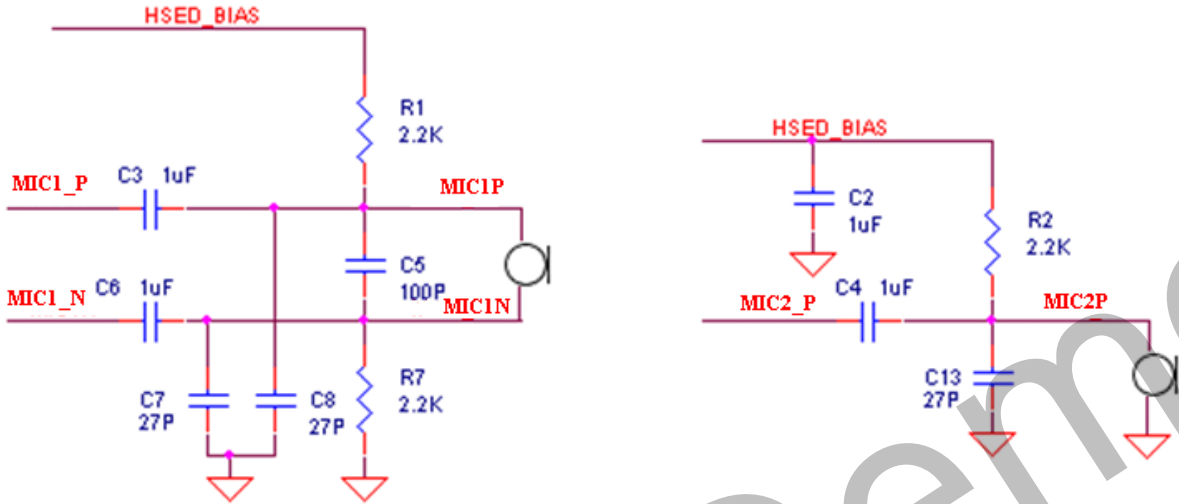 HSED_BIAS
R1
2.2K
C3 1uF
MIC1_P
MIC1P
C5
100P
C6 1uF
MIC1_N
MIC1N
C7
27P
C8
27P
R7
2.2K
HSED_BIAS
C2
1uF
R2
2.2K
C4 1uF
MIC2_P
MIC2P
C13
27P